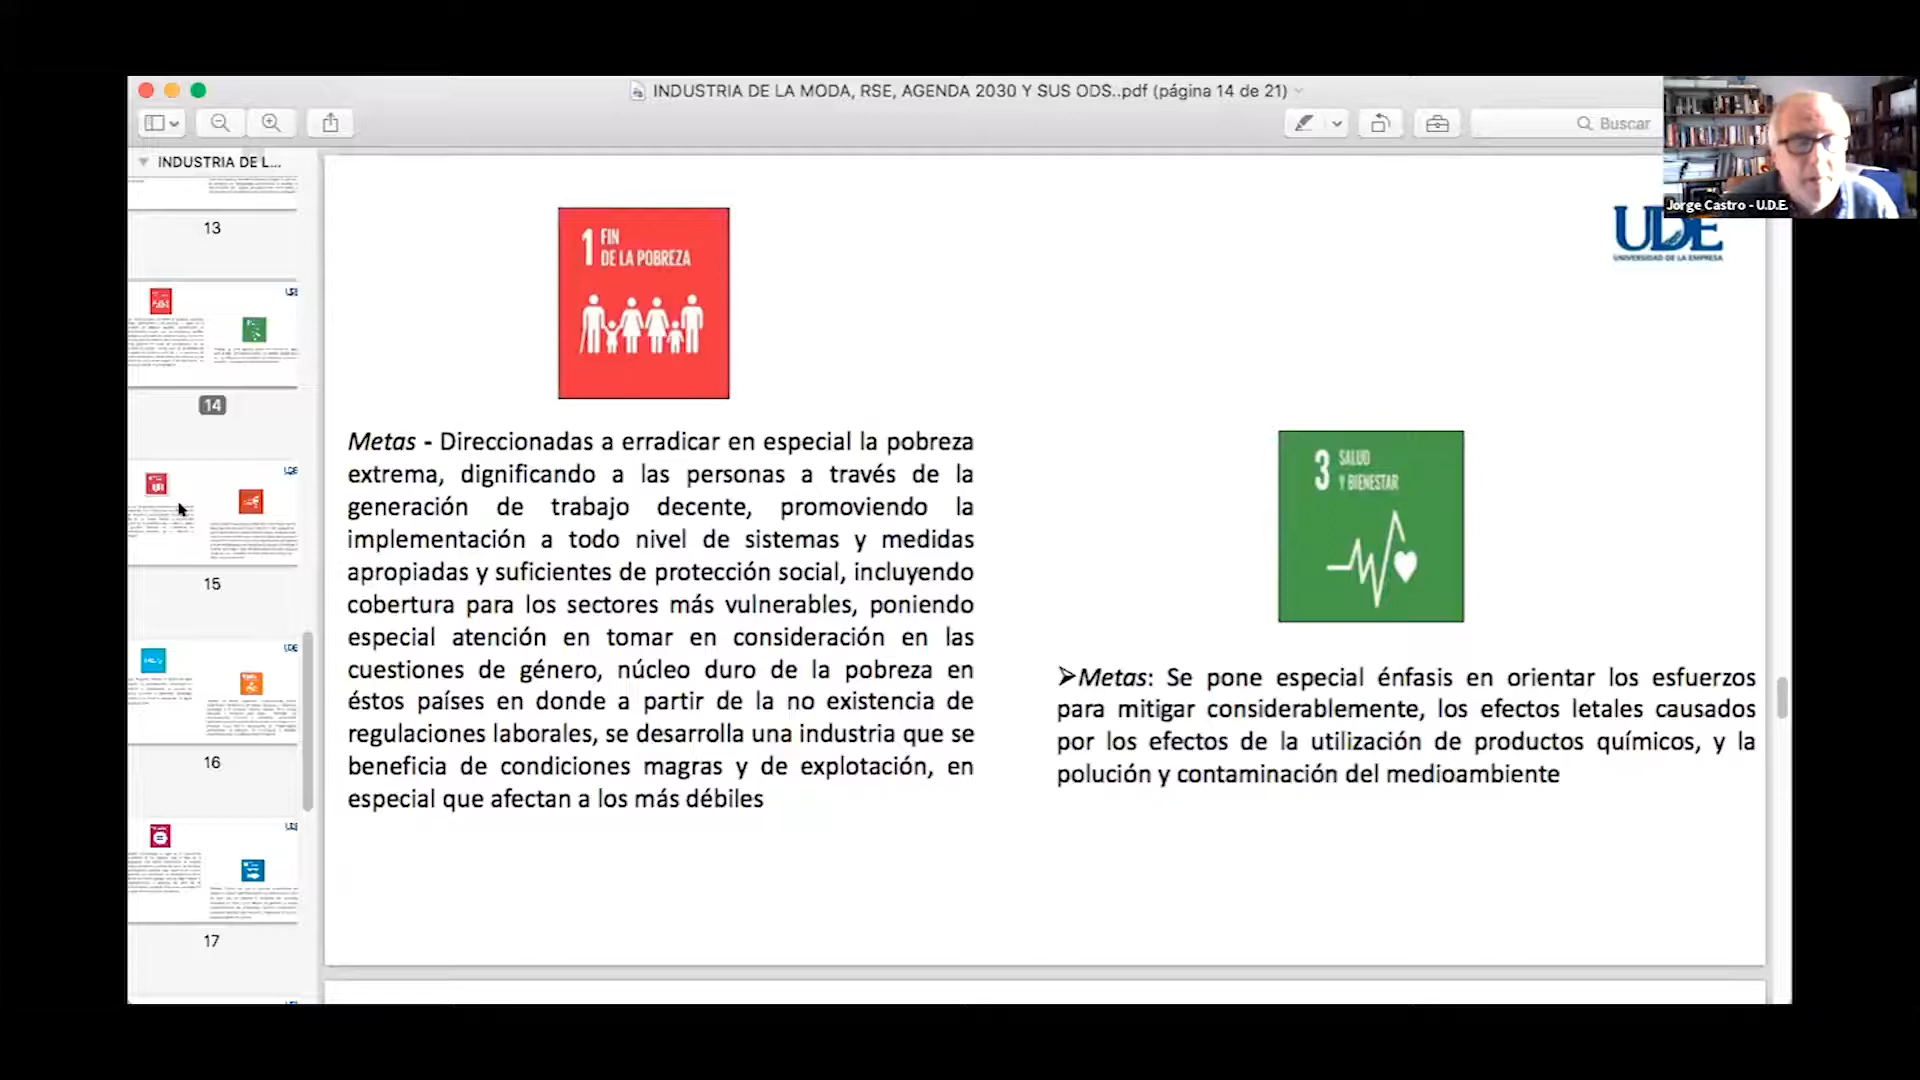 INDUSTRIA DE LA MODA, RSE, AGENDA 2030 Y SUS ODS..pdf (página 14 de 21)
Buscar
INDUSTRIA DE L...
13
14
15
16
17
1 FIN
DE LA POBREZA
Metas - Direccionadas a erradicar en especial la pobreza
extrema, dignificando a las personas a través de la
generación de trabajo decente, promoviendo la
implementación a todo nivel de sistemas y medidas
apropiadas y suficientes de protección social, incluyendo
cobertura para los sectores más vulnerables, poniendo
especial atención en tomar en consideración en las
cuestiones de género, núcleo duro de la pobreza en
éstos países en donde a partir de la no existencia de
regulaciones laborales, se desarrolla una industria que se
beneficia de condiciones magras y de explotación, en
especial que afectan a los más débiles
3 SALUD
Y BIENESTAR
➢Metas: Se pone especial énfasis en orientar los esfuerzos
para mitigar considerablemente, los efectos letales causados
por los efectos de la utilización de productos químicos, y la
polución y contaminación del medioambiente
Jorge Castro - U.D.E.
UDE
UNIVERSIDAD DE LA EMPRESA